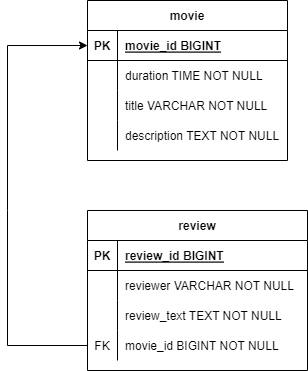 movie
PK movie_id BIGINT
duration TIME NOT NULL
title VARCHAR NOT NULL
description TEXT NOT NULL
review
PK review_id BIGINT
reviewer VARCHAR NOT NULL
review_text TEXT NOT NULL
FK movie_id BIGINT NOT NULL